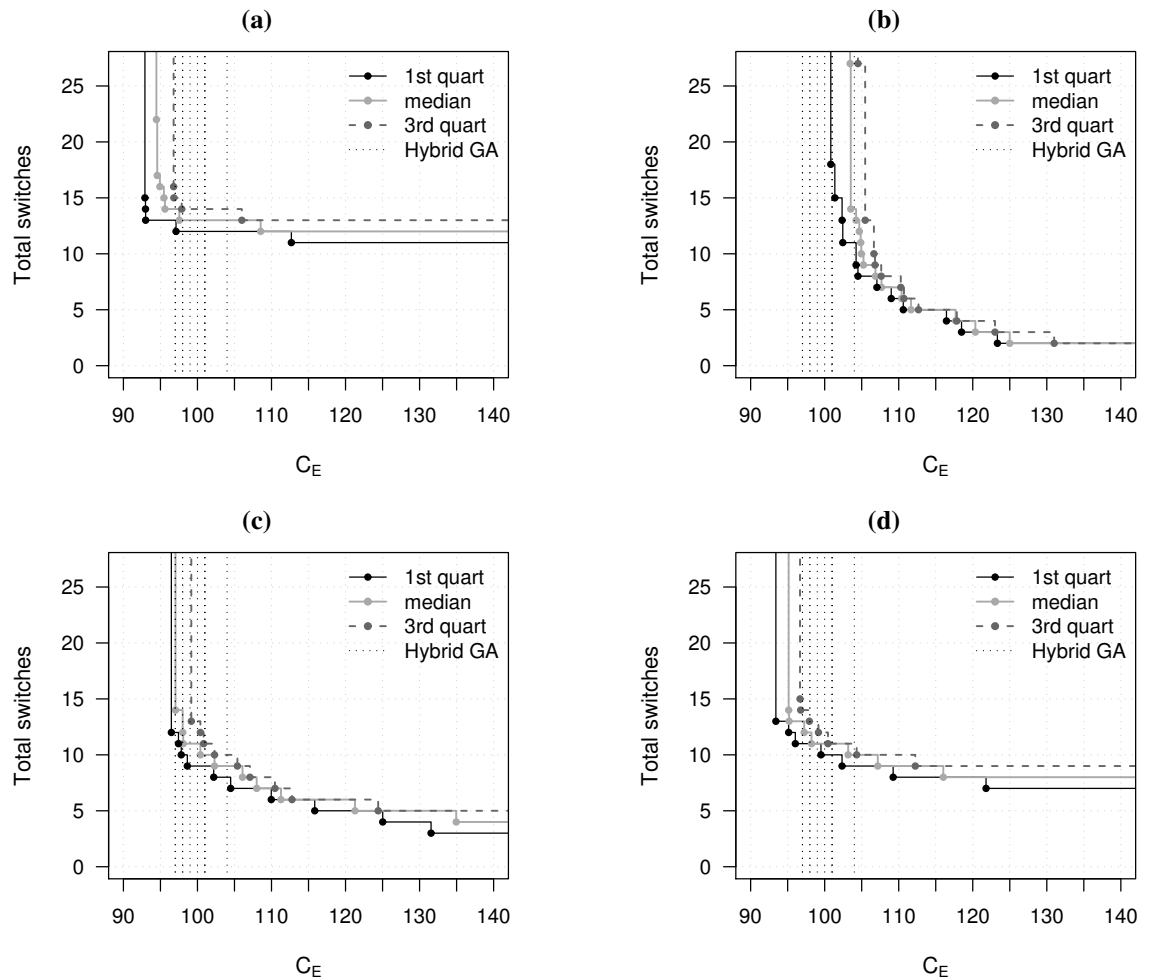 (a)
Total switches
25
20
15
10
5
0
90 100 110 120 130 140
C_E
1st quart
median
3rd quart
Hybrid GA
(b)
Total switches
25
20
15
10
5
0
90 100 110 120 130 140
C_E
1st quart
median
3rd quart
Hybrid GA
(c)
Total switches
25
20
15
10
5
0
90 100 110 120 130 140
C_E
1st quart
median
3rd quart
Hybrid GA
(d)
Total switches
25
20
15
10
5
0
90 100 110 120 130 140
C_E
1st quart
median
3rd quart
Hybrid GA